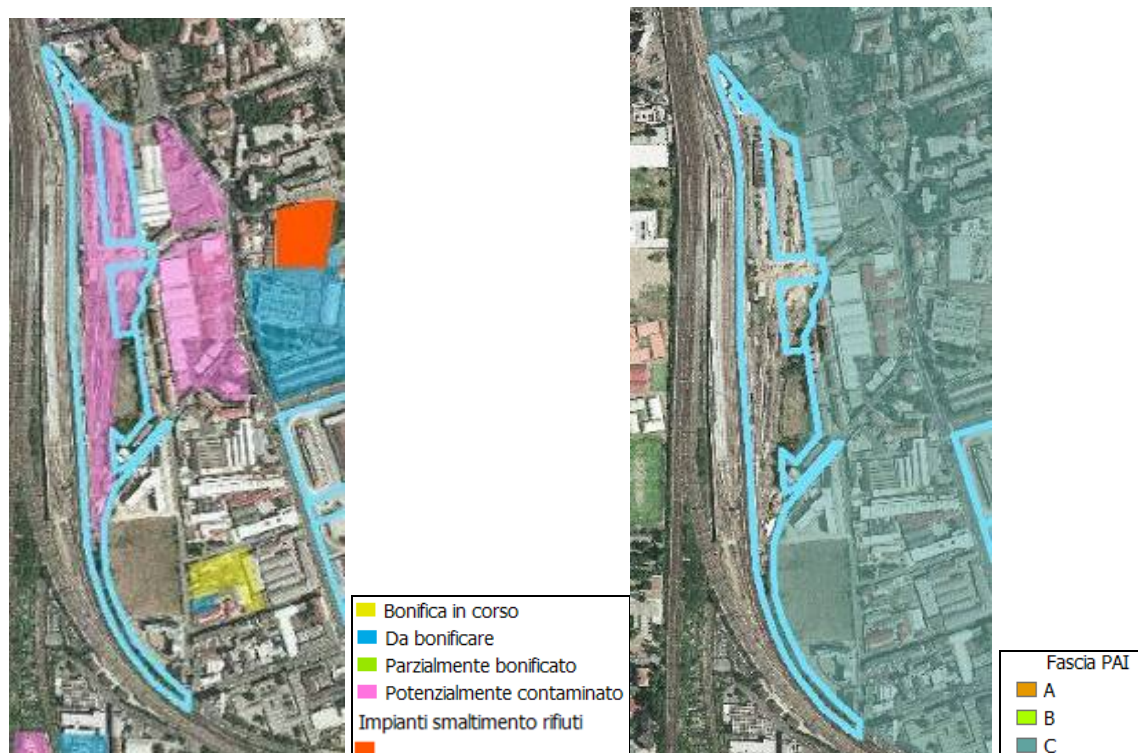 Bonifica in corso
Da bonificare
Parzialmente bonificato
Potenzialmente contaminato
Impianti smaltimento rifiuti
Fascia PAI
A
B
C